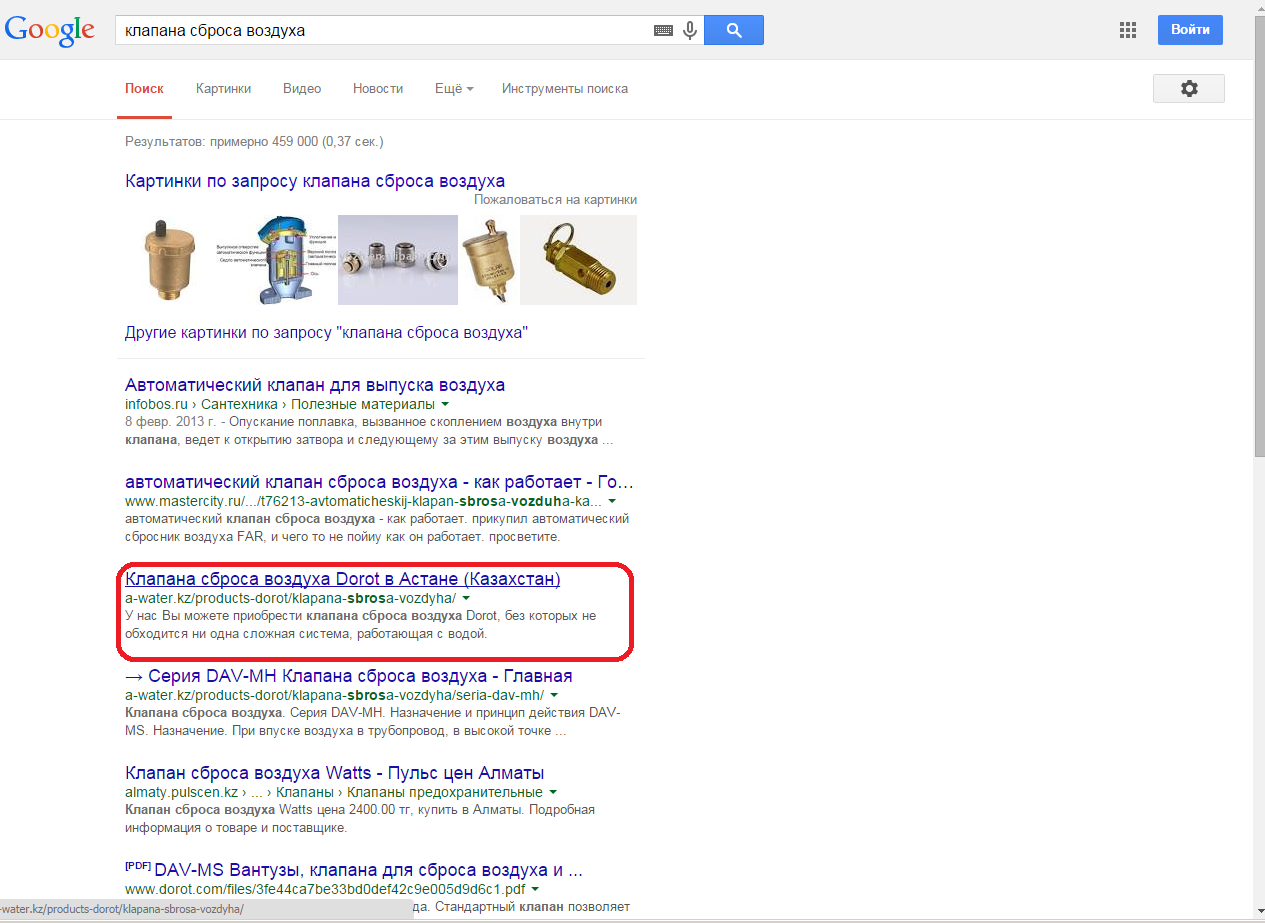 Google
клапана сброса воздуха
Войти
Поиск Картинки Видео Новости Ещё Инструменты поиска
Результатов: примерно 459 000 (0,37 сек.)
Картинки по запросу клапана сброса воздуха
Пожаловаться на картинки
Другие картинки по запросу "клапана сброса воздуха"
Автоматический клапан для выпуска воздуха
infobos.ru › Сантехника › Полезные материалы
8 февр. 2013 г. - Опускание поплавка, вызванное скоплением воздуха внутри
клапана, ведет к открытию затвора и следующему за этим выпуску воздуха ...
автоматический клапан сброса воздуха - как работает - Го...
www.mastercity.ru/.../t76213-avtomaticheskij-klapan-sbrosa-vozduha-ka...
автоматический клапан сброса воздуха - как работает. прикупил автоматический
сбросник воздуха FAR, и чего то не пойиу как он работает. просветите.
Клапана сброса воздуха Dorot в Астане (Казахстан)
a-water.kz/products-dorot/klapana-sbrosa-vozdyha/
У нас Вы можете приобрести клапана сброса воздуха Dorot, без которых не
обходится ни одна сложная система, работающая с водой.
→ Серия DAV-MH Клапана сброса воздуха - Главная
a-water.kz/products-dorot/klapana-sbrosa-vozdyha/seria-dav-mh/
Клапана сброса воздуха. Серия DAV-MH. Назначение и принцип действия DAV-
MS. Назначение. При впуске воздуха в трубопровод, в высокой точке ...
Клапан сброса воздуха Watts - Пульс цен Алматы
almaty.pulscen.kz › ... › Клапаны › Клапаны предохранительные
Клапан сброса воздуха Watts цена 2400.00 тг, купить в Алматы. Подробная
информация о товаре и поставщике.
[PDF] DAV-MS Вантузы, клапана для сброса воздуха и ...
www.dorot.com/files/3fe44ca7be33bd0def42c9e005d9d6c1.pdf
да. Стандартный клапан позволяет
-water.kz/products-dorot/klapana-sbrosa-vozdyha/